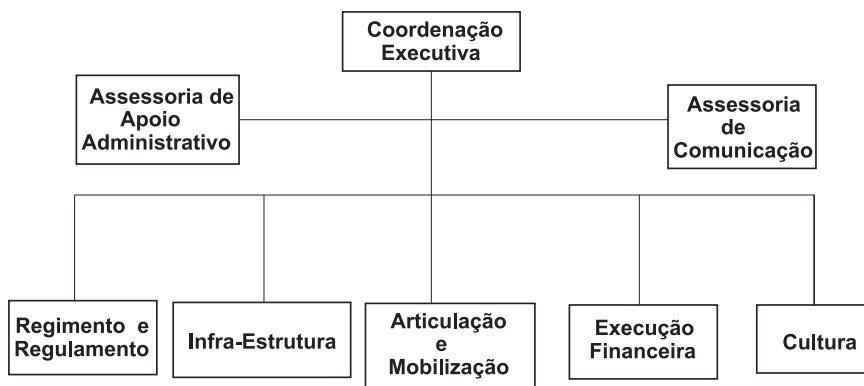 Coordenação
Executiva
Assessoria de
Apoio
Administrativo
Assessoria
de
Comunicação
Regimento e
Regulamento
Infra-Estrutura
Articulação
e
Mobilização
Execução
Financeira
Cultura